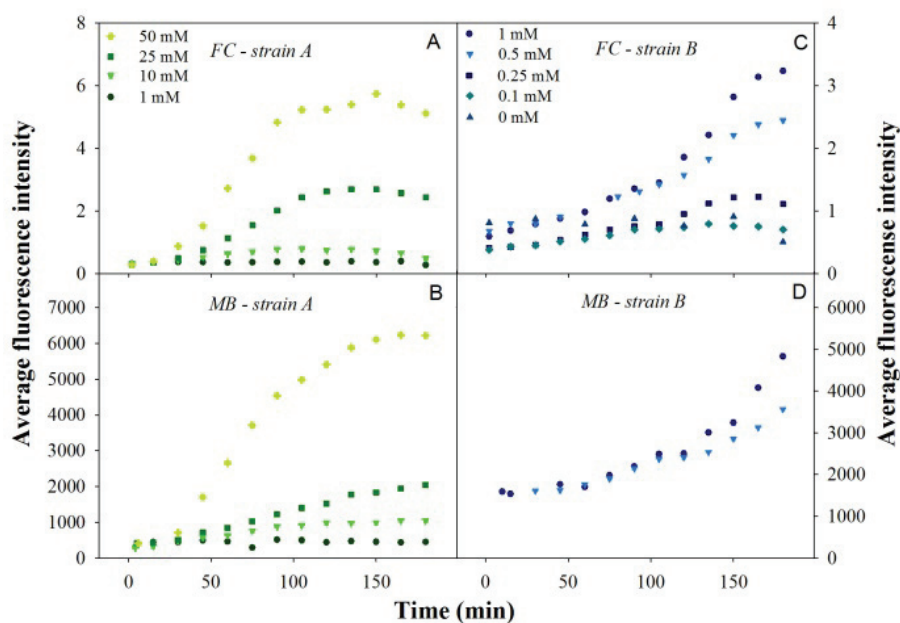 Average fluorescence intensity
8
6
4
2
0
50 mM
25 mM
10 mM
1 mM
FC - strain A
A
1 mM
0.5 mM
0.25 mM
0.1 mM
0 mM
FC - strain B
C
4
3
2
1
0
7000
6000
5000
4000
3000
2000
1000
0
MB - strain A
B
MB - strain B
D
6000
5000
4000
3000
2000
1000
0
Average fluorescense intensity
0 50 100 150 0 50 100 150
Time (min)